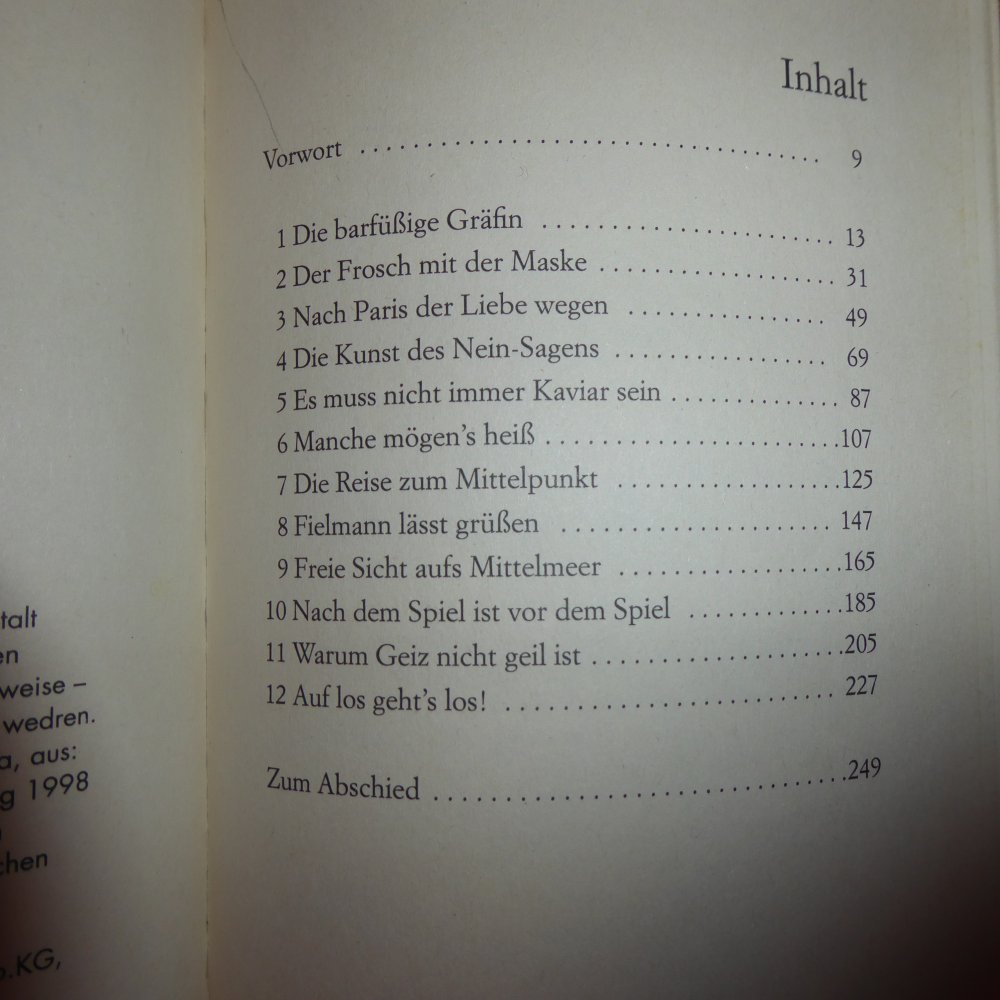 talt
en
weise –
wedren.
a, aus:
g 1998
chen
o.KG,
Inhalt
Vorwort . . . . . . . . . . . . . . . . . . . . . . . . . . . . . . . . . . . 9
1 Die barfüßige Gräfin . . . . . . . . . . . . . . . . . . . . . 13
2 Der Frosch mit der Maske . . . . . . . . . . . . . . . . . 31
3 Nach Paris der Liebe wegen . . . . . . . . . . . . . . . 49
4 Die Kunst des Nein-Sagens . . . . . . . . . . . . . . . . 69
5 Es muss nicht immer Kaviar sein . . . . . . . . . . . . 87
6 Manche mögen's heiß . . . . . . . . . . . . . . . . . . . . . 107
7 Die Reise zum Mittelpunkt . . . . . . . . . . . . . . . . 125
8 Fielmann lässt grüßen . . . . . . . . . . . . . . . . . . . . 147
9 Freie Sicht aufs Mittelmeer . . . . . . . . . . . . . . . . 165
10 Nach dem Spiel ist vor dem Spiel . . . . . . . . . . . 185
11 Warum Geiz nicht geil ist . . . . . . . . . . . . . . . . . . 205
12 Auf los geht's los! . . . . . . . . . . . . . . . . . . . . . . . 227
Zum Abschied . . . . . . . . . . . . . . . . . . . . . . . . . . . . . 249